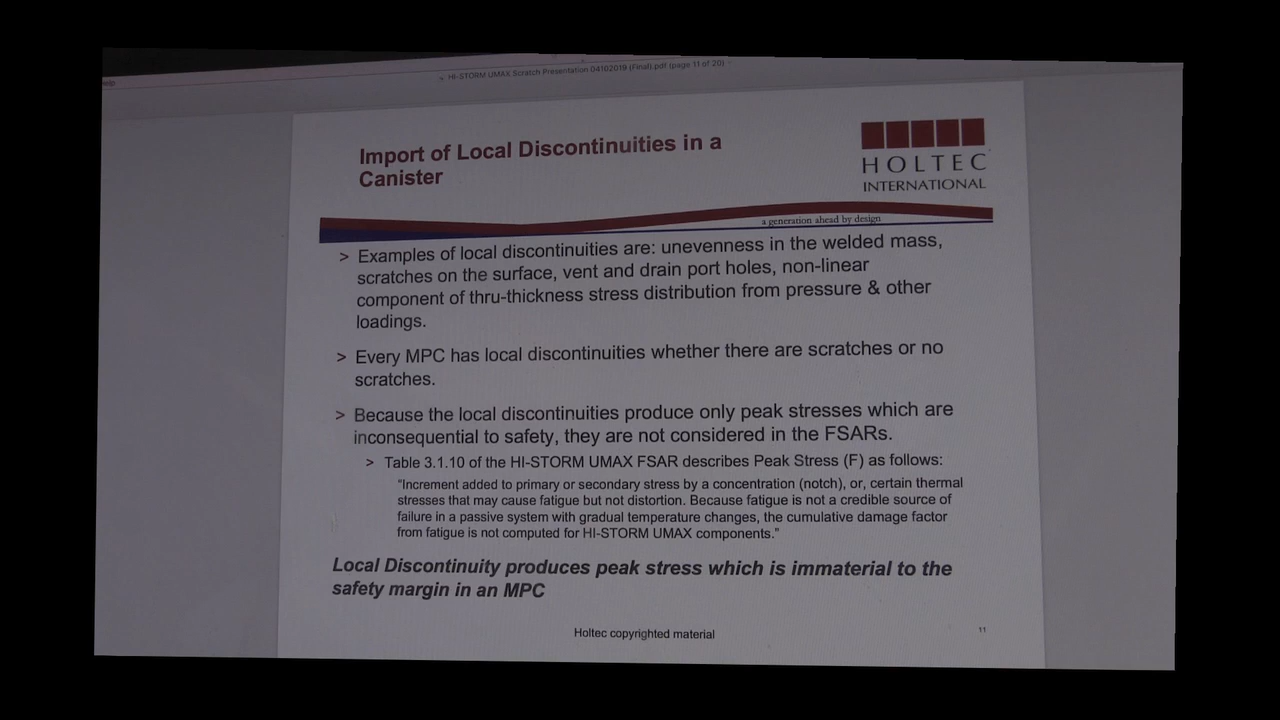 Help
HI-STORM UMAX Scratch Presentation 04102019 (Final).pdf (page 11 of 20)
Import of Local Discontinuities in a
Canister
HOLTEC
INTERNATIONAL
a generation ahead by design
> Examples of local discontinuities are: unevenness in the welded mass,
scratches on the surface, vent and drain port holes, non-linear
component of thru-thickness stress distribution from pressure & other
loadings.
> Every MPC has local discontinuities whether there are scratches or no
scratches.
> Because the local discontinuities produce only peak stresses which are
inconsequential to safety, they are not considered in the FSARs.
> Table 3.1.10 of the HI-STORM UMAX FSAR describes Peak Stress (F) as follows:
"Increment added to primary or secondary stress by a concentration (notch), or, certain thermal
stresses that may cause fatigue but not distortion. Because fatigue is not a credible source of
failure in a passive system with gradual temperature changes, the cumulative damage factor
from fatigue is not computed for HI-STORM UMAX components."
Local Discontinuity produces peak stress which is immaterial to the
safety margin in an MPC
Holtec copyrighted material
11